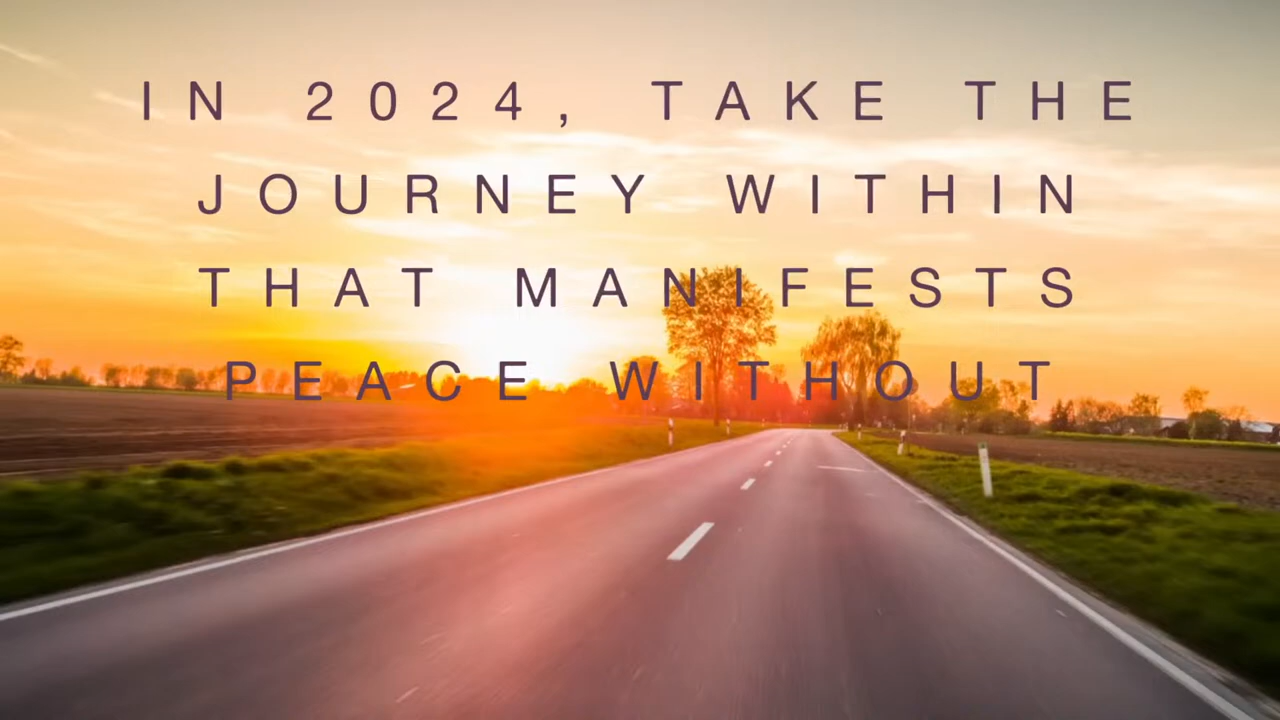 IN 2024, TAKE THE
JOURNEY WITHIN
THAT MANIFESTS
PEACE WITHOUT